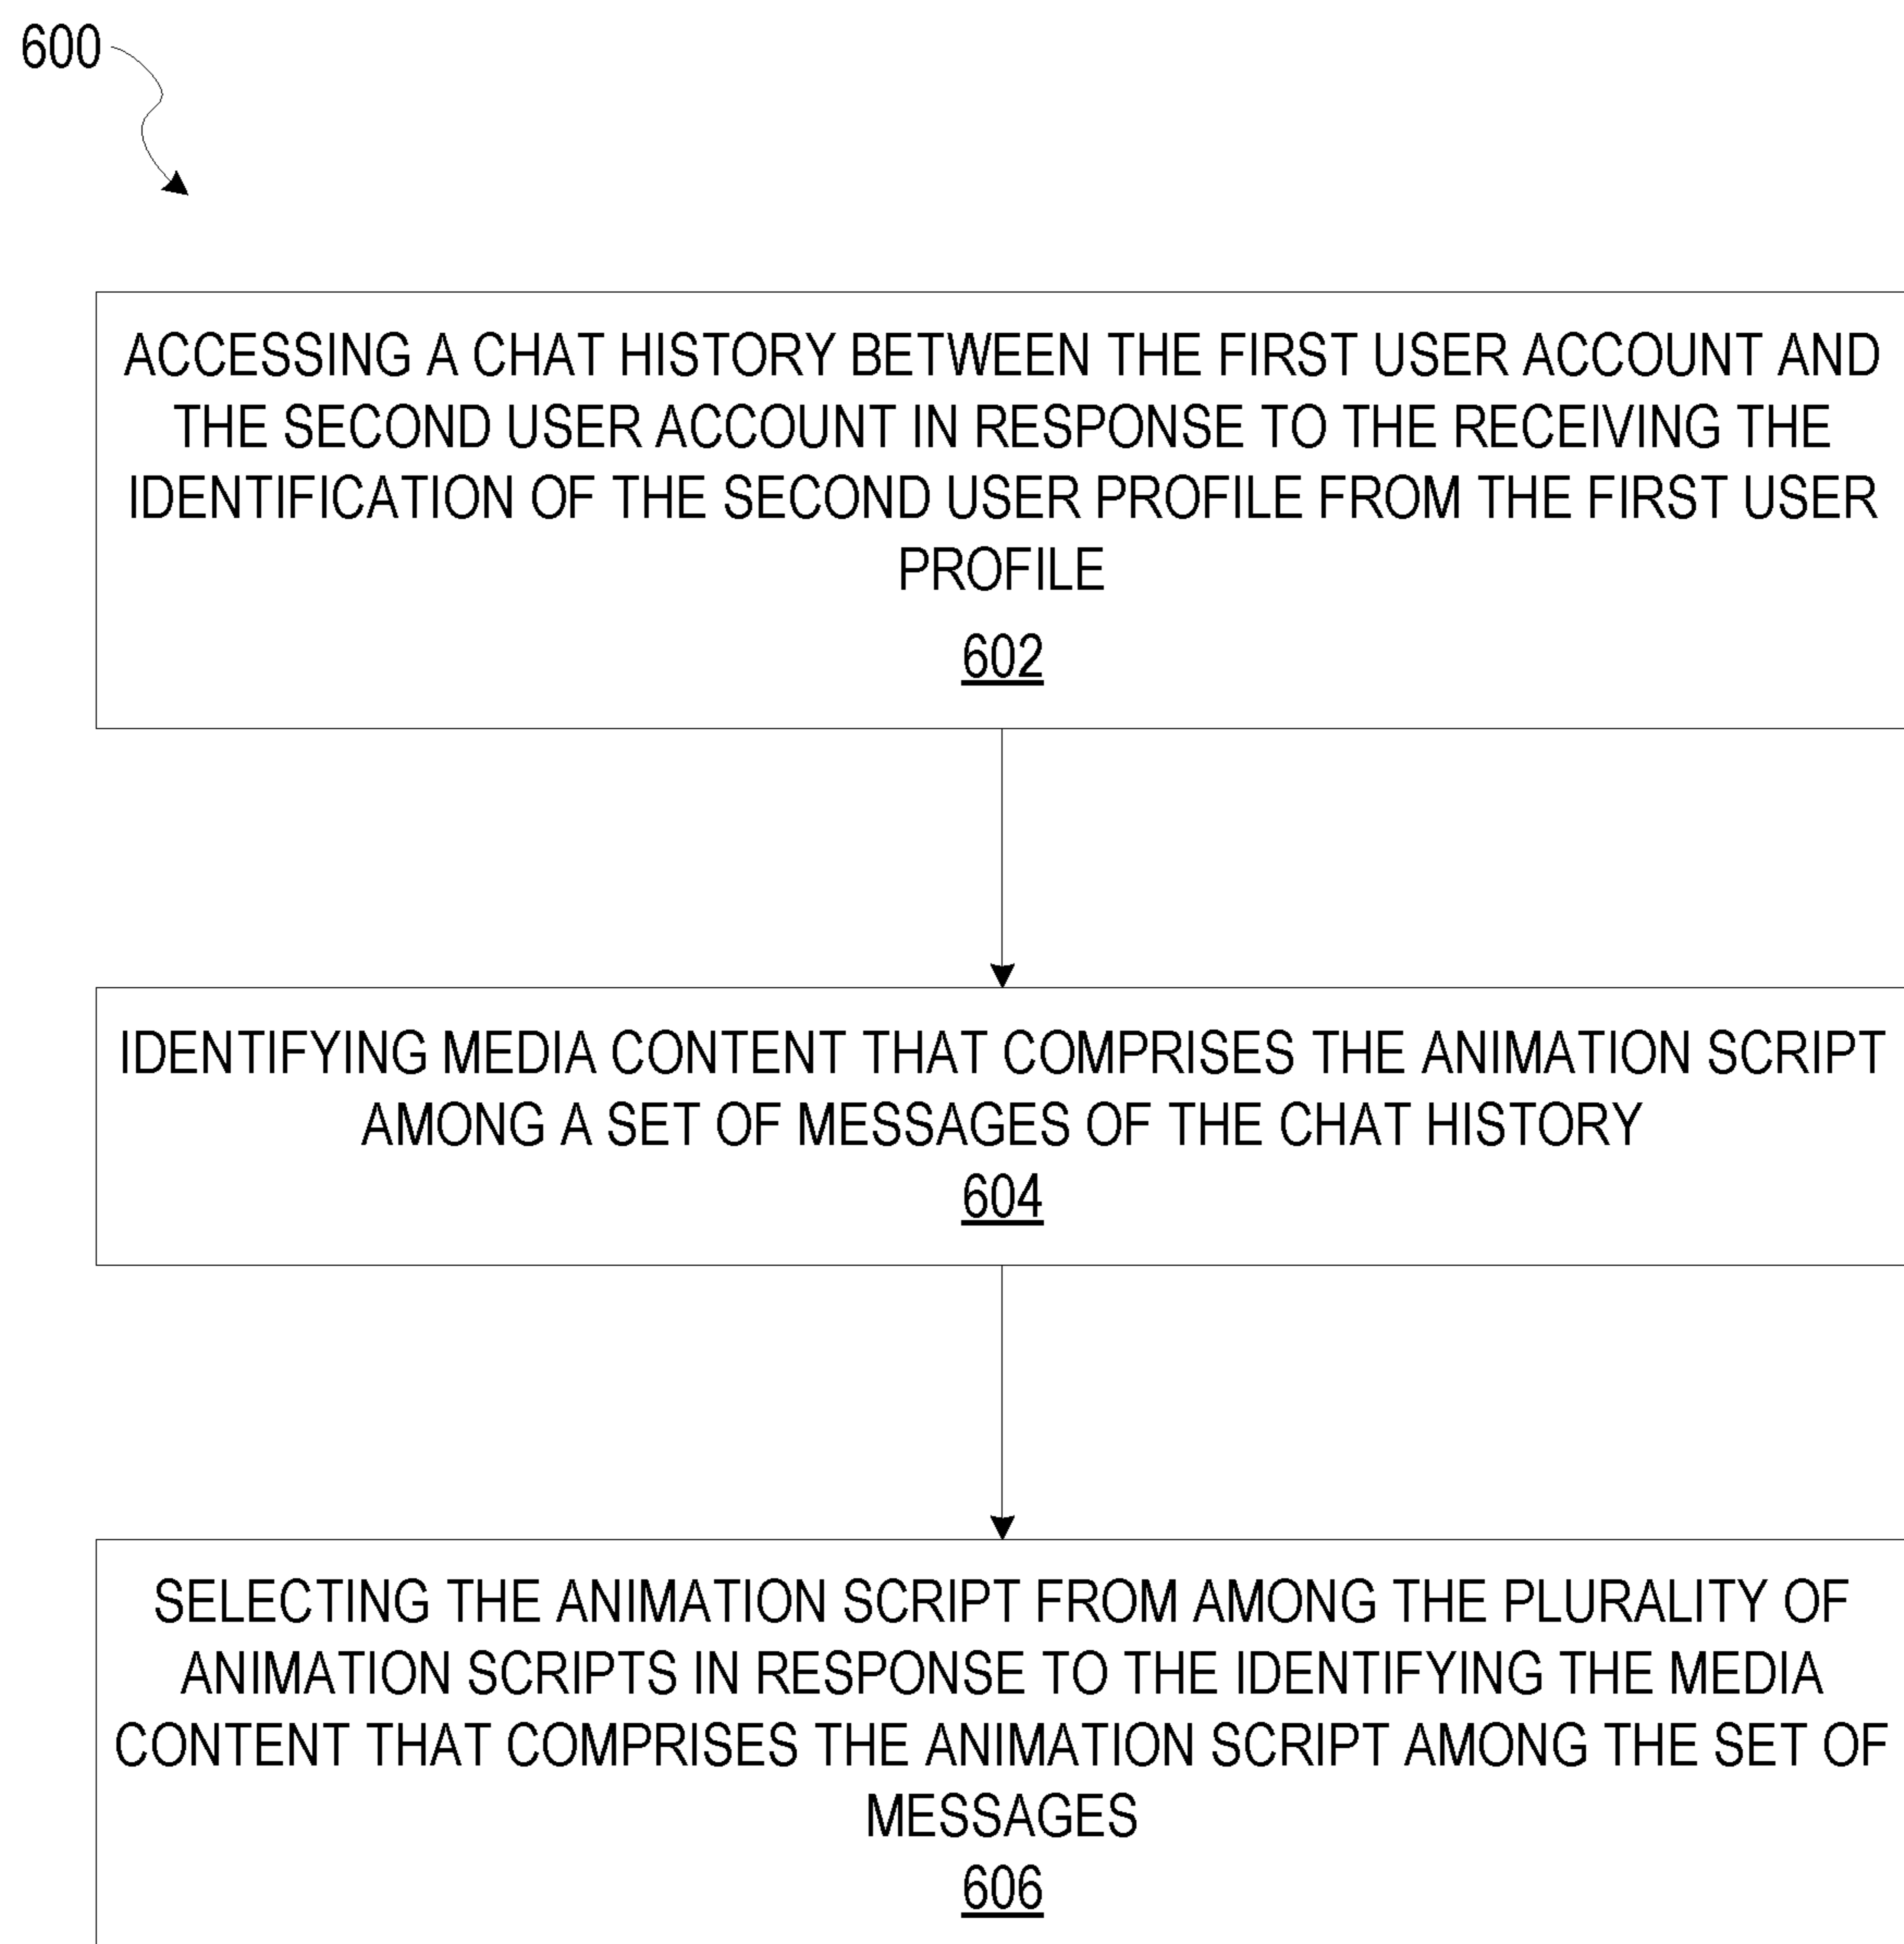 600
ACCESSING A CHAT HISTORY BETWEEN THE FIRST USER ACCOUNT AND
THE SECOND USER ACCOUNT IN RESPONSE TO THE RECEIVING THE
IDENTIFICATION OF THE SECOND USER PROFILE FROM THE FIRST USER
PROFILE
602
IDENTIFYING MEDIA CONTENT THAT COMPRISES THE ANIMATION SCRIPT
AMONG A SET OF MESSAGES OF THE CHAT HISTORY
604
SELECTING THE ANIMATION SCRIPT FROM AMONG THE PLURALITY OF
ANIMATION SCRIPTS IN RESPONSE TO THE IDENTIFYING THE MEDIA
CONTENT THAT COMPRISES THE ANIMATION SCRIPT AMONG THE SET OF
MESSAGES
606